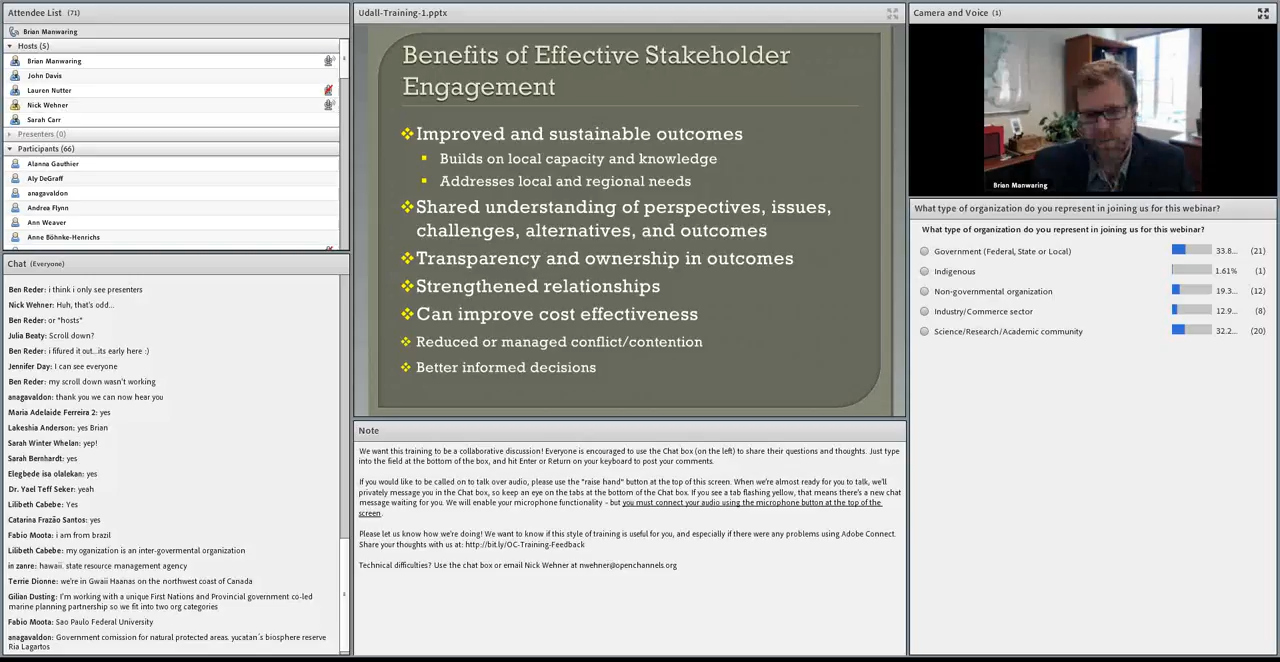 Attendee List (71)
Brian Manwaring
Hosts (5)
Brian Manwaring
John Davis
Lauren Nutter
Nick Wehner
Sarah Carr
Presenters (0)
Participants (66)
Alanna Gauthier
Aly DeGraff
anagavaldon
Andrea Flynn
Ann Weaver
Anne Böhnke-Henrichs
Chat (Everyone)
Ben Reder: i think i only see presenters
Nick Wehner: Huh, that's odd...
Ben Reder: or "hosts"
Julia Beaty: Scroll down?
Ben Reder: i fifured it out...its early here :)
Jennifer Day: I can see everyone
Ben Reder: my scroll down wasn't working
anagavaldon: thank you we can now hear you
Maria Adelaide Ferreira 2: yes
Lakeshia Anderson: yes Brian
Sarah Winter Whelan: yep!
Sarah Bernhardt: yes
Elegbede isa olalekan: yes
Dr. Yael Teff Seker: yeah
Lilibeth Cabebe: Yes
Catarina Frazão Santos: yes
Fabio Moota: i am from brazil
Lilibeth Cabebe: my oganization is an inter-govermental organization
in zanre: hawaii. state resource management agency
Terrie Dionne: we're in Gwaii Haanas on the northwest coast of Canada
Gilian Dusting: I'm working with a unique First Nations and Provincial government co-led
marine planning partnership so we fit into two org categories
Fabio Moota: Sao Paulo Federal University
anagavaldon: Government comission for natural protected areas. yucatan´s biosphere reserve
Ria Lagartos
Udall-Training-1.pptx
Benefits of Effective Stakeholder
Engagement
Improved and sustainable outcomes
Builds on local capacity and knowledge
Addresses local and regional needs
Shared understanding of perspectives, issues,
challenges, alternatives, and outcomes
Transparency and ownership in outcomes
Strengthened relationships
Can improve cost effectiveness
Reduced or managed conflict/contention
Better informed decisions
Note
We want this training to be a collaborative discussion! Everyone is encouraged to use the Chat box (on the left) to share their questions and thoughts. Just type
into the field at the bottom of the box, and hit Enter or Return on your keyboard to post your comments.
If you would like to be called on to talk over audio, please use the "raise hand" button at the top of this screen. When we're almost ready for you to talk, we'll
privately message you in the Chat box, so keep an eye on the tabs at the bottom of the Chat box. If you see a tab flashing yellow, that means there's a new chat
message waiting for you. We will enable your microphone functionality - but you must connect your audio using the microphone button at the top of the
screen.
Please let us know how we're doing! We want to know if this style of training is useful for you, and especially if there were any problems using Adobe Connect.
Share your thoughts with us at: http://bit.ly/OC-Training-Feedback
Technical difficulties? Use the chat box or email Nick Wehner at nwehner@openchannels.org
Camera and Voice (1)
Brian Manwaring
What type of organization do you represent in joining us for this webinar?
What type of organization do you represent in joining us for this webinar?
Government (Federal, State or Local) 33.8... (21)
Indigenous 1.61% (1)
Non-governmental organization 19.3... (12)
Industry/Commerce sector 12.9... (8)
Science/Research/Academic community 32.2... (20)